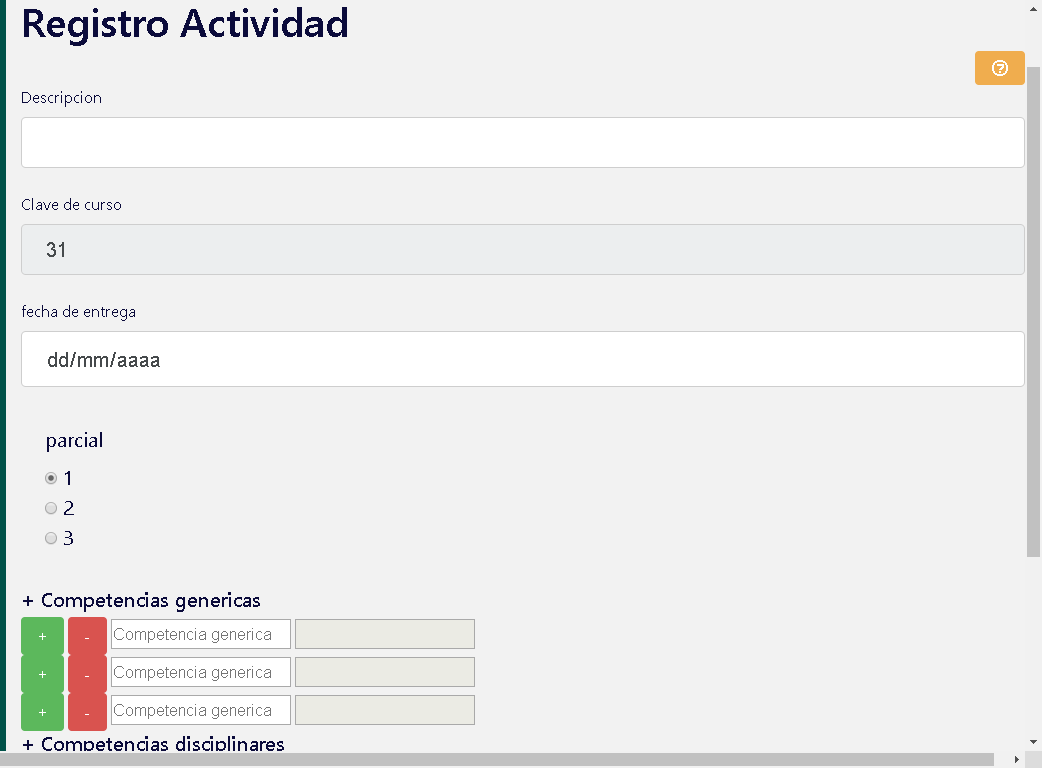 Registro Actividad
Descripcion
Clave de curso
31
fecha de entrega
dd/mm/aaaa
parcial
1
2
3
+ Competencias genericas
+ - Competencia generica
+ - Competencia generica
+ - Competencia generica
+ Competencias disciplinares